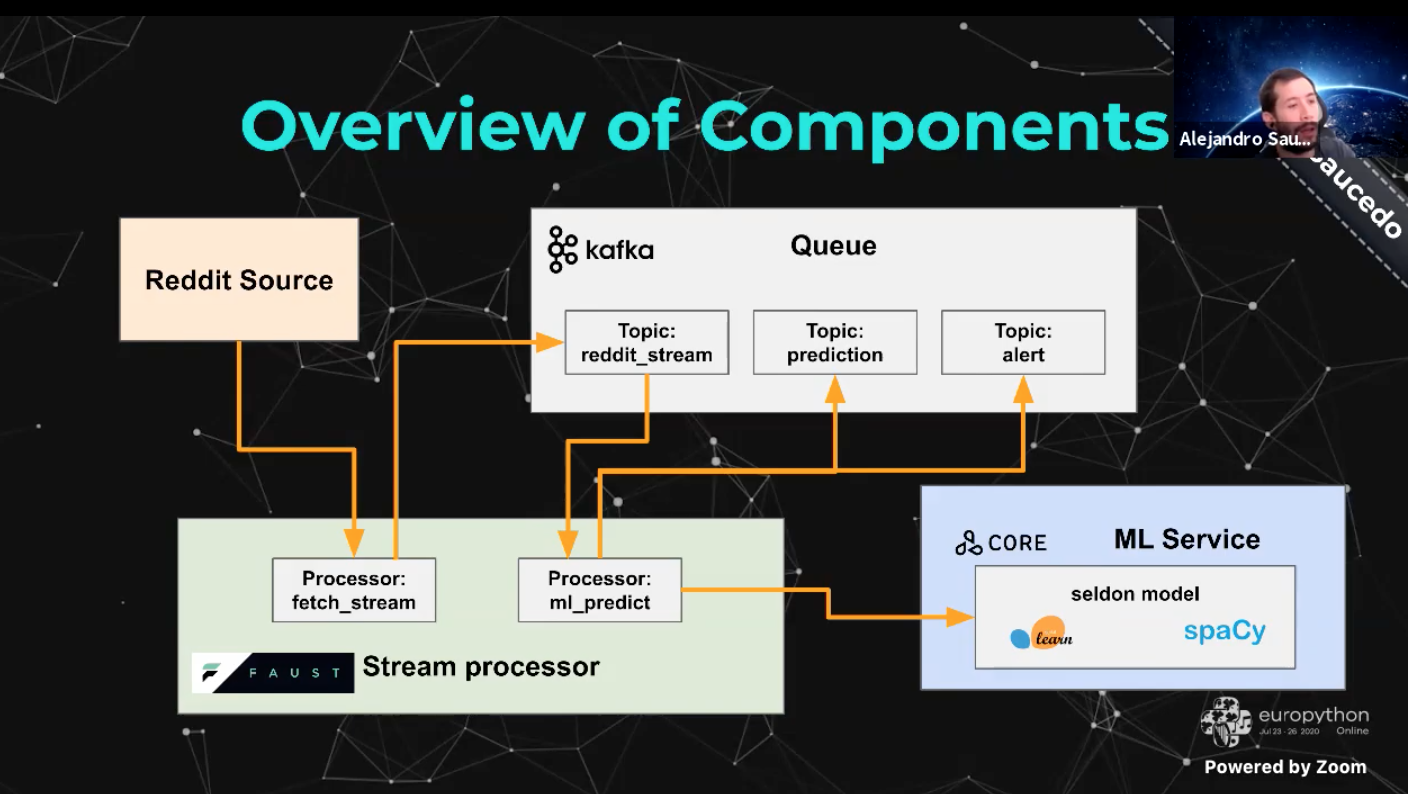 Overview of Components
Alejandro Sau...
Saucedo
Reddit Source
kafka
Queue
Topic:
reddit_stream
Topic:
prediction
Topic:
alert
Processor:
fetch_stream
Processor:
ml_predict
FAUST
Stream processor
CORE
ML Service
seldon model
learn
spaCy
europython
Jul 23 - 26 2020
Online
Powered by Zoom